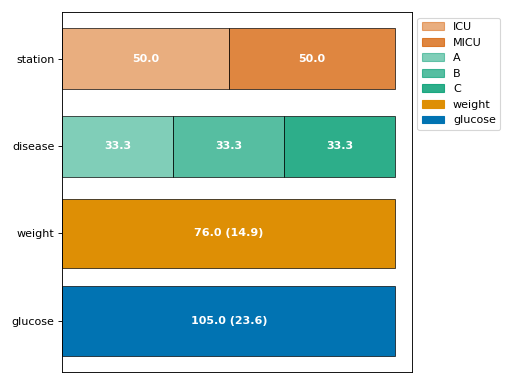 station
50.0
50.0
disease
33.3
33.3
33.3
weight
76.0 (14.9)
glucose
105.0 (23.6)
ICU
MICU
A
B
C
weight
glucose